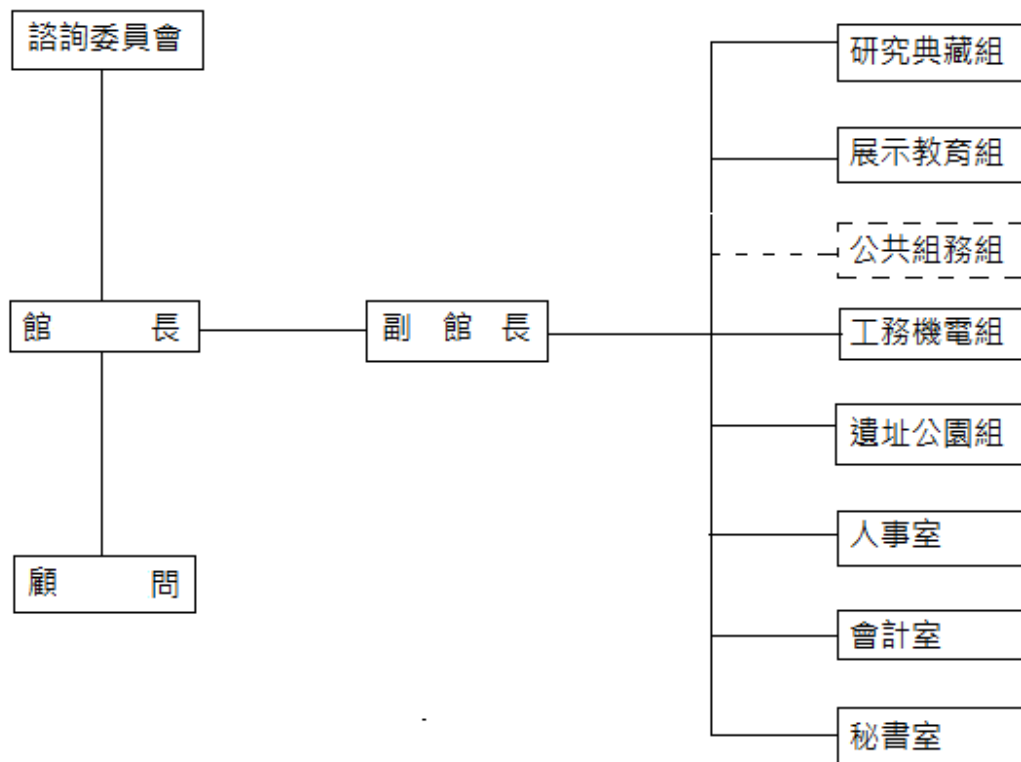 諮詢委員會
館長
顧問
副館長
研究典藏組
展示教育組
公共組務組
工務機電組
遺址公園組
人事室
會計室
秘書室